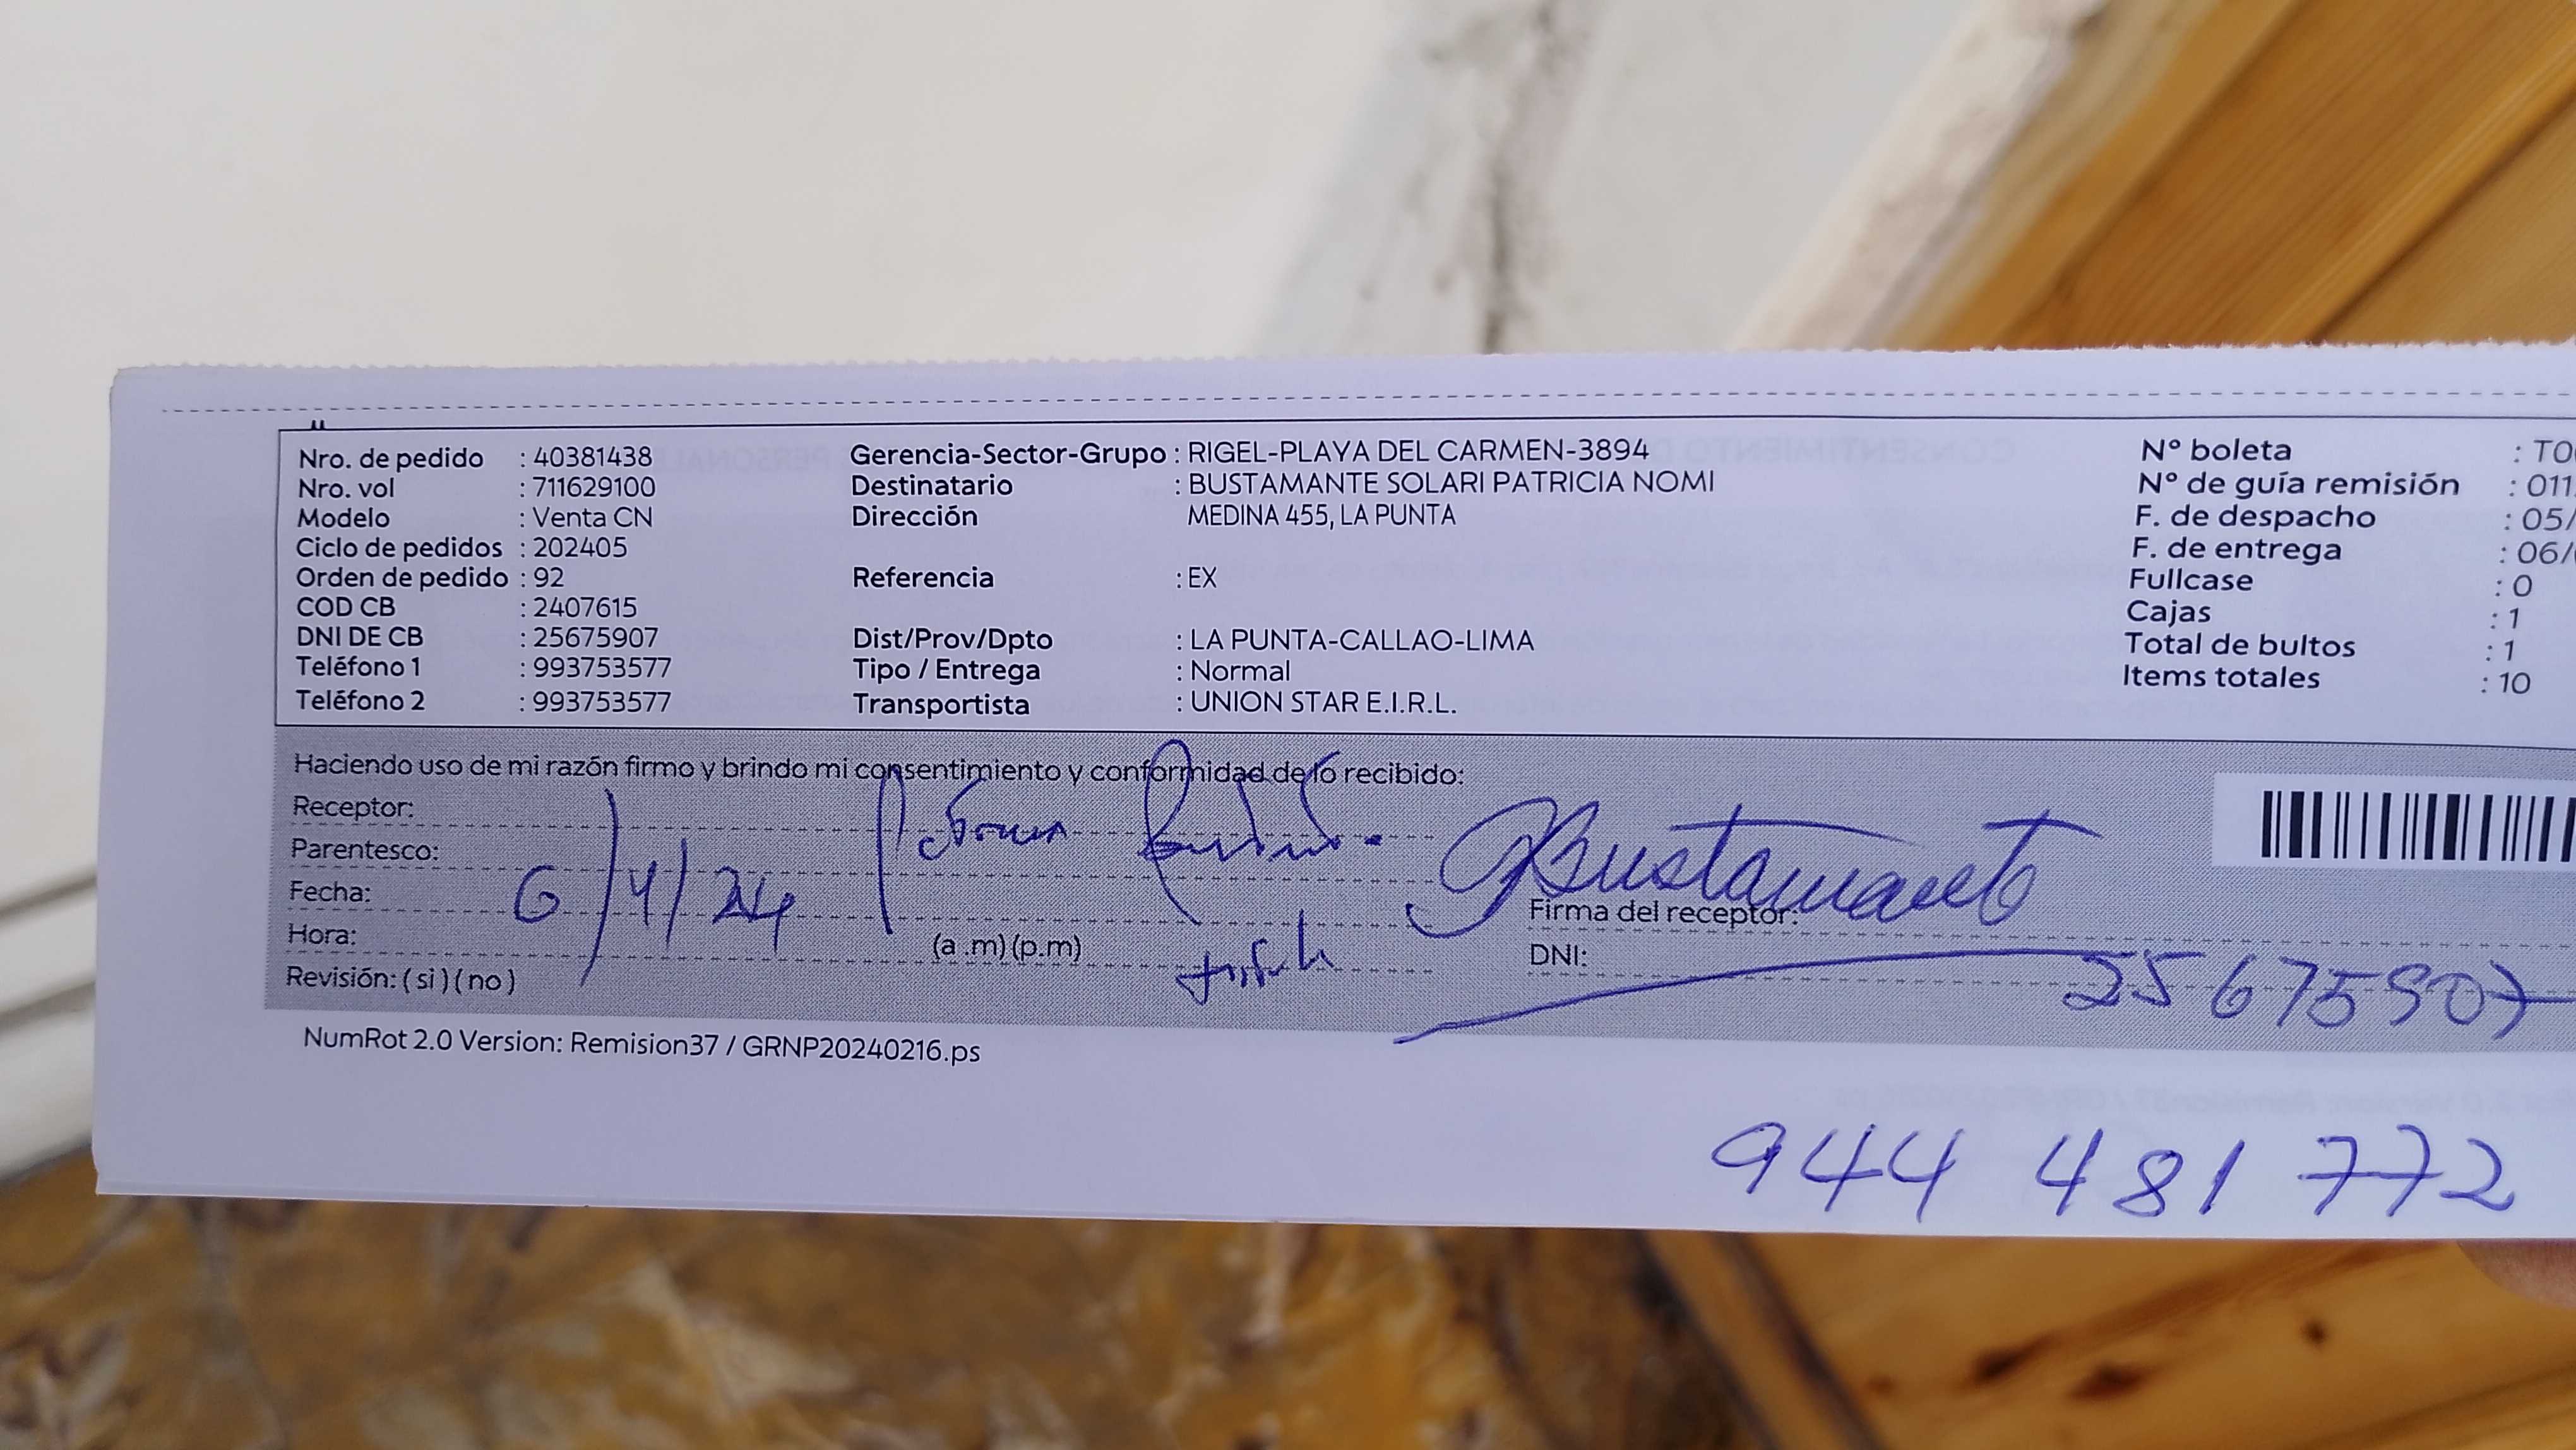 Nro. de pedido : 40381438
Nro. vol : 711629100
Modelo : Venta CN
Ciclo de pedidos : 202405
Orden de pedido : 92
COD CB : 2407615
DNI DE CB : 25675907
Teléfono 1 : 993753577
Teléfono 2 : 993753577
Gerencia-Sector-Grupo : RIGEL-PLAYA DEL CARMEN-3894
Destinatario : BUSTAMANTE SOLARI PATRICIA NOMI
Dirección MEDINA 455, LA PUNTA
Referencia : EX
Dist/Prov/Dpto : LA PUNTA-CALLAO-LIMA
Tipo / Entrega : Normal
Transportista : UNION STAR E.I.R.L.
N° boleta : TO
N° de guía remisión : 011
F. de despacho : 05/
F. de entrega : 06/
Fullcase : 0
Cajas : 1
Total de bultos : 1
Items totales : 10
Haciendo uso de mi razón firmo y brindo mi consentimiento y conformidad de lo recibido:
Receptor:
Parentesco:
Fecha: 6/4/24
Hora: (a.m)(p.m)
Revisión: (si)(no)
Bustamante
Firma del receptor:
DNI: 25675907
NumRot 2.0 Version: Remision37 / GRNP20240216.ps
944 481 772